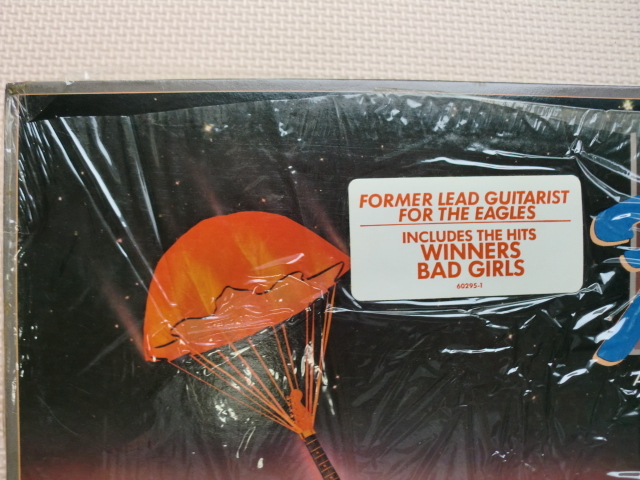 FORMER LEAD GUITARIST
FOR THE EAGLES
INCLUDES THE HITS
WINNERS
BAD GIRLS
60295-1